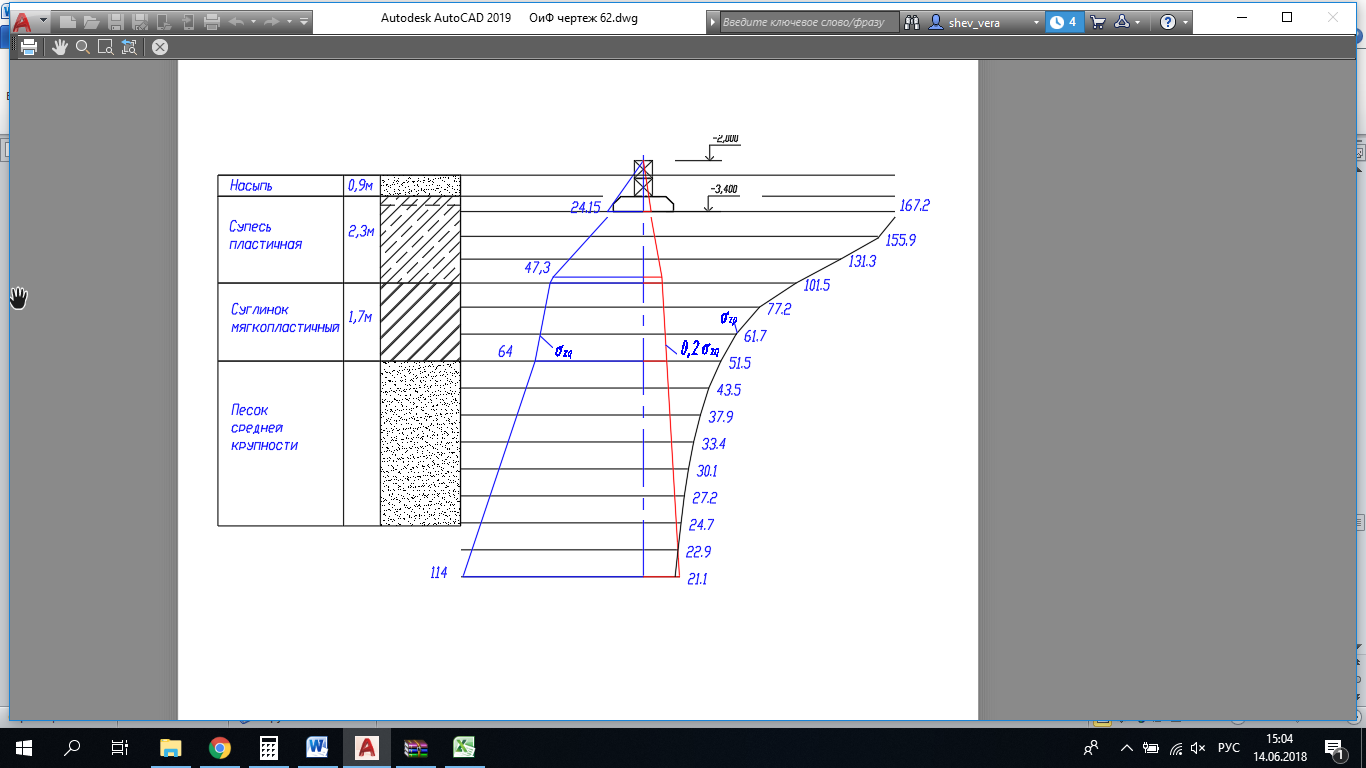 Autodesk AutoCAD 2019 ОиФ чертеж 62.dwg
Введите ключевое слово/фразу
shev_vera
4
-2,000
Насыпь 0,9м
-3,400
24.15
167.2
Супесь
пластичная
2,3м
155.9
131.3
47,3
101.5
Суглинок
мягкопластичный
1,7м
77.2
σzp
61.7
64
σzq
0,2 σzq
51.5
43.5
Песок
средней
крупности
37.9
33.4
30.1
27.2
24.7
22.9
114
21.1
РУС
15:04
14.06.2018
1